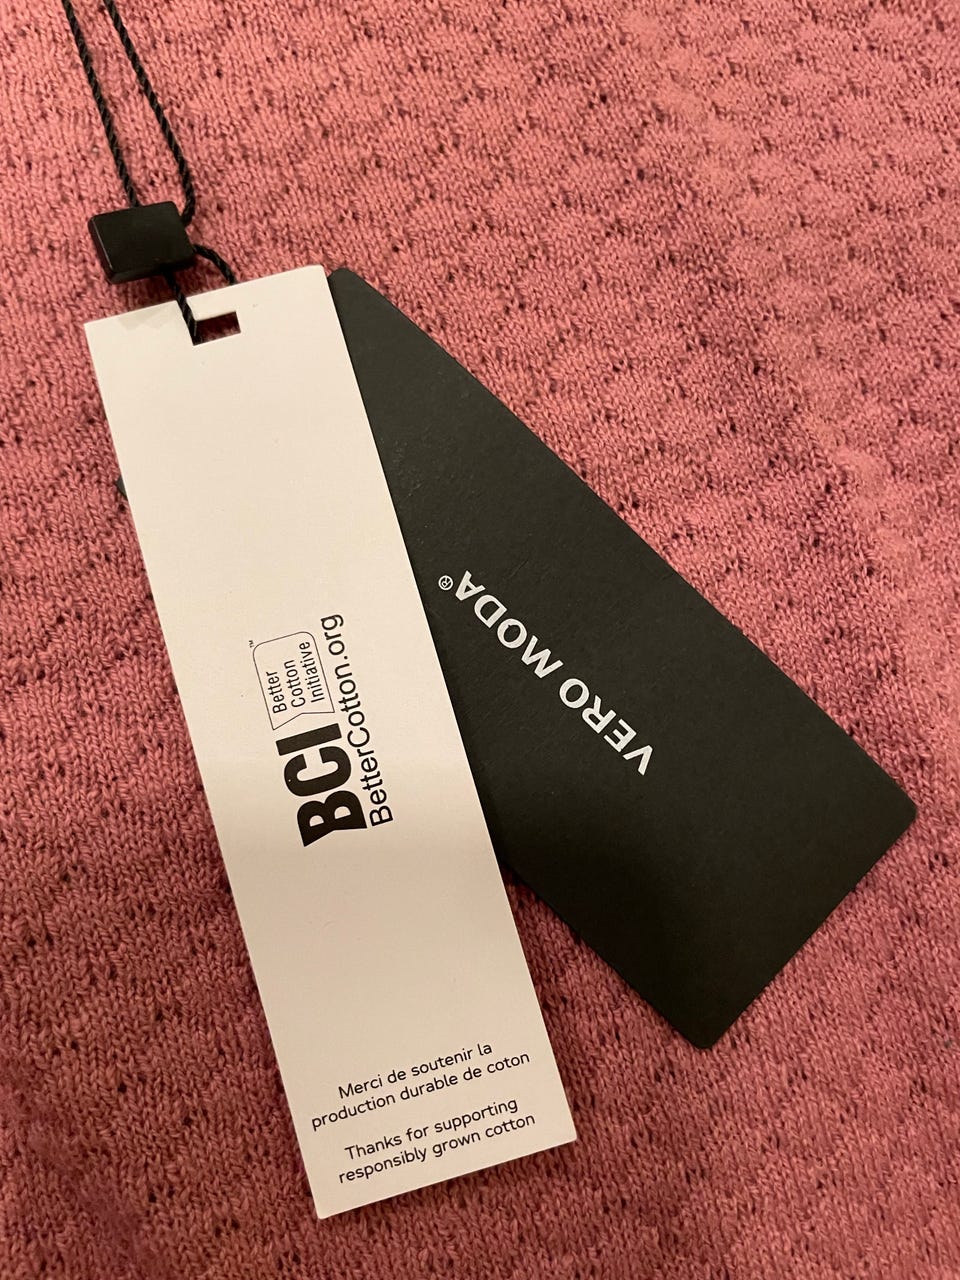 BCI
Better
Cotton
Initiative™
BetterCotton.org
Merci de soutenir la
production durable de coton
Thanks for supporting
responsibly grown cotton
VERO MODA®